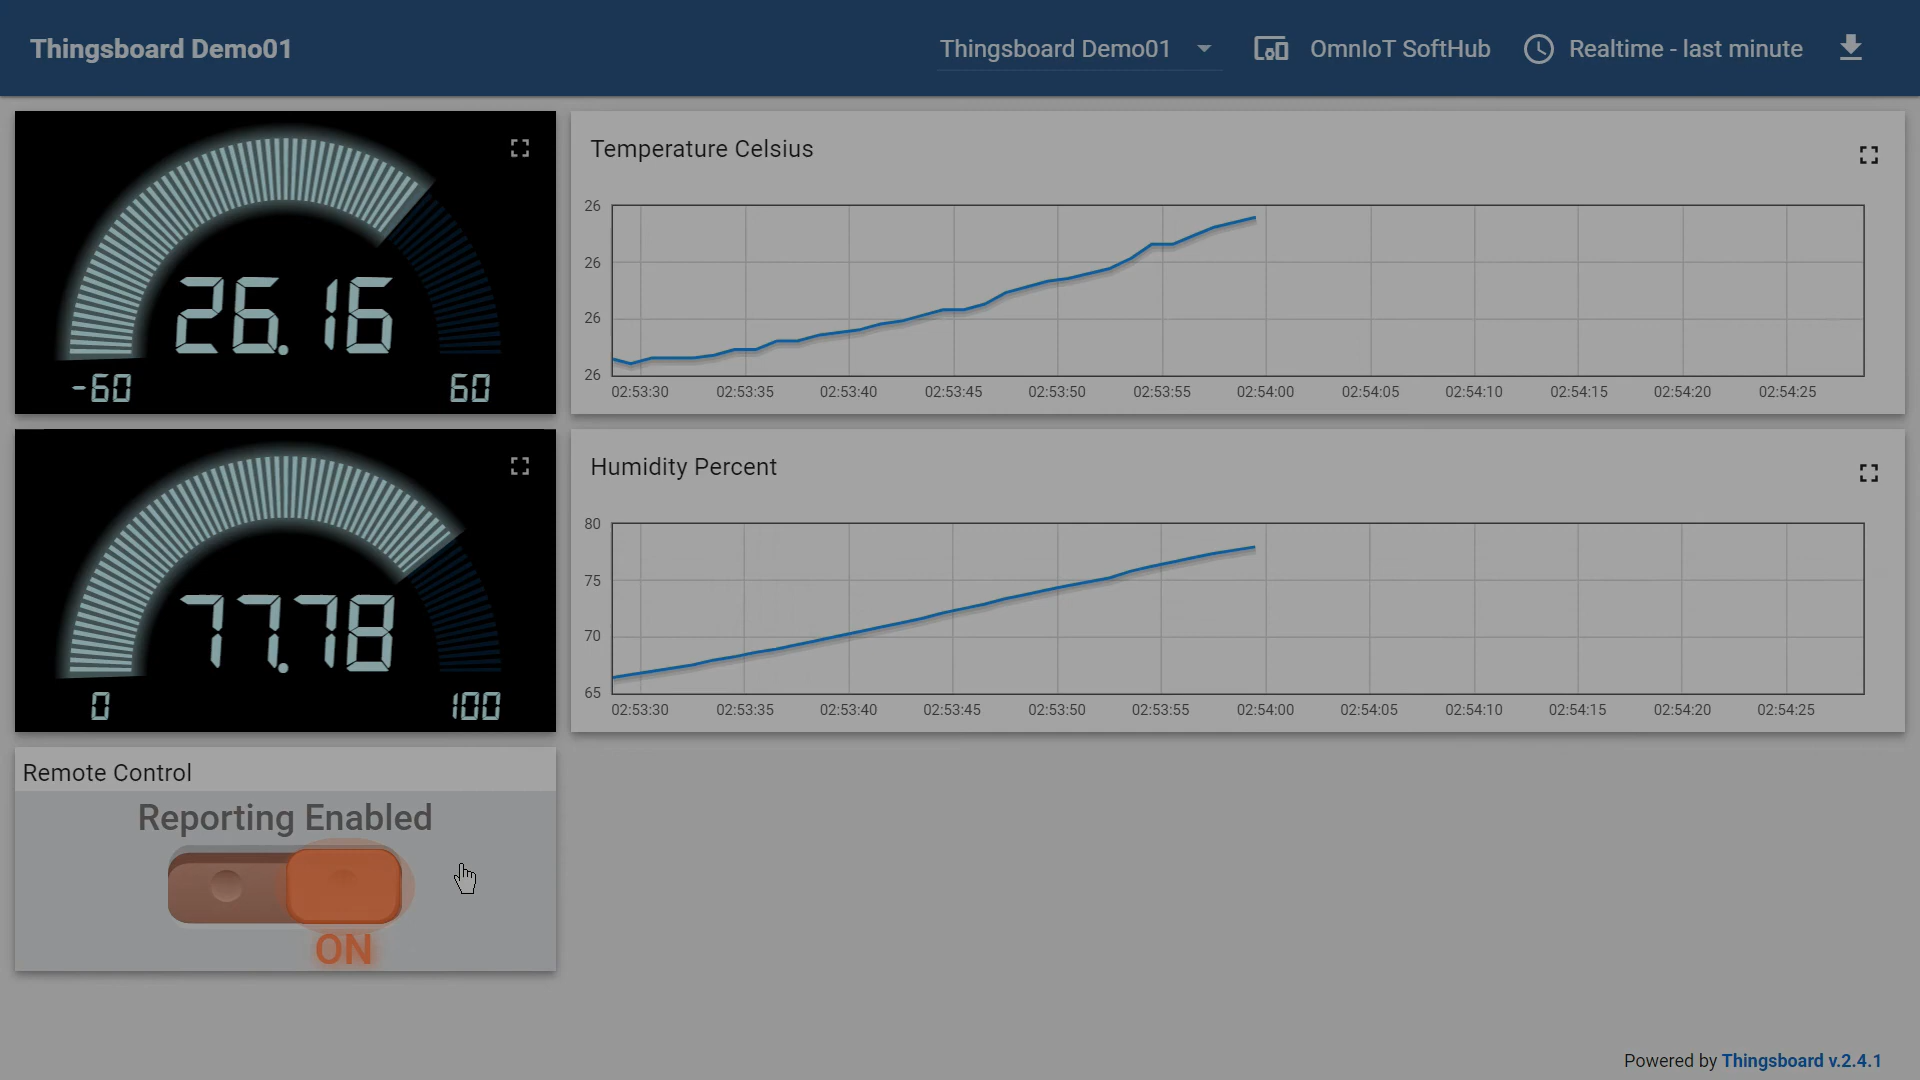 Thingsboard Demo01
Thingsboard Demo01
OmniIoT SoftHub
Realtime - last minute
26.16
-60
60
Temperature Celsius
26
26
26
26
02:53:30 02:53:35 02:53:40 02:53:45 02:53:50 02:53:55 02:54:00 02:54:05 02:54:10 02:54:15 02:54:20 02:54:25
77.78
0
100
Humidity Percent
80
75
70
65
02:53:30 02:53:35 02:53:40 02:53:45 02:53:50 02:53:55 02:54:00 02:54:05 02:54:10 02:54:15 02:54:20 02:54:25
Remote Control
Reporting Enabled
ON
Powered by Thingsboard v.2.4.1